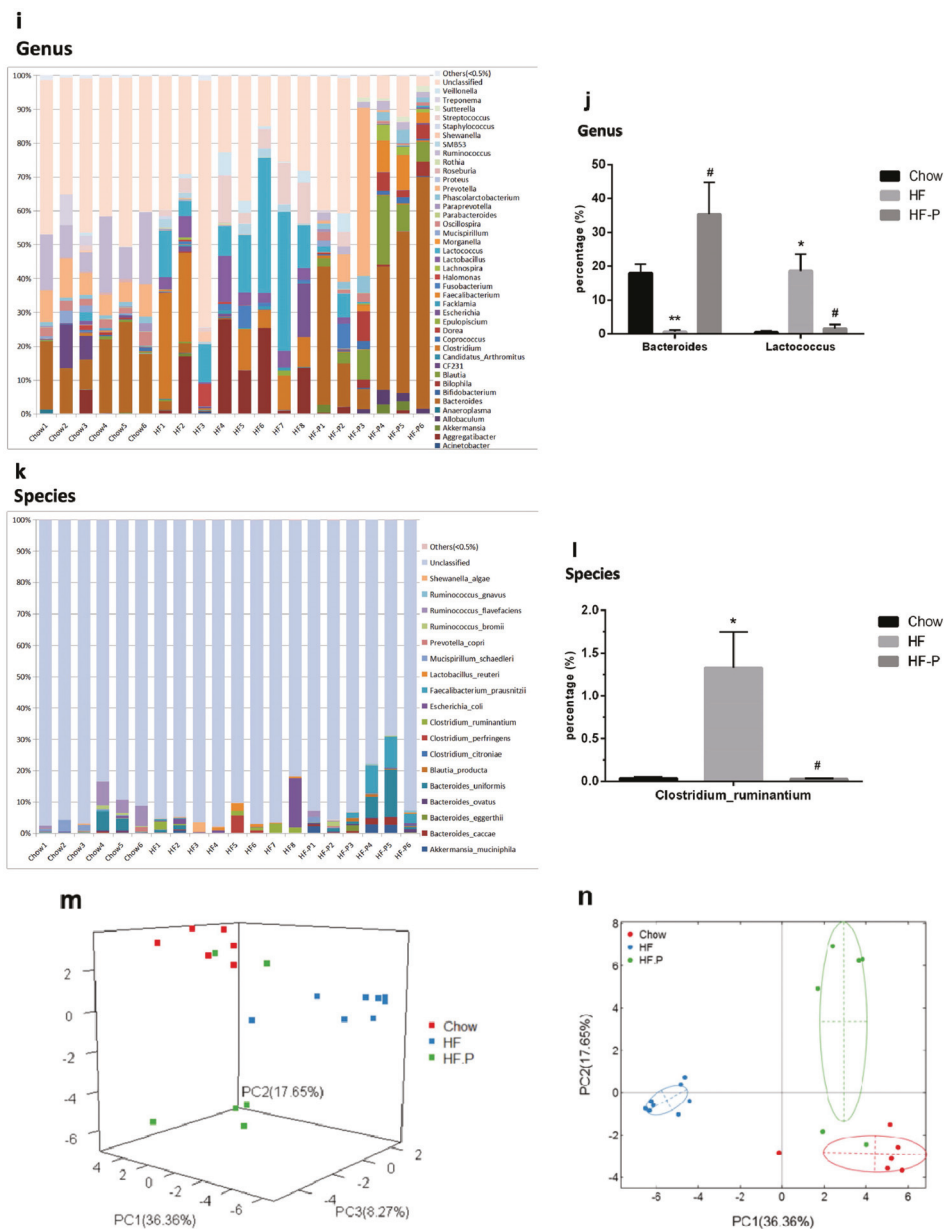 i
Genus
100%
90%
80%
70%
60%
50%
40%
30%
20%
10%
0%
Chow1
Chow2
Chow3
Chow4
Chow5
Chow6
HF1
HF2
HF3
HF4
HF5
HF6
HF7
HF8
HF-P1
HF-P2
HF-P3
HF-P4
HF-P5
HF-P6
Others(<0.5%)
Unclassified
Veillonella
Treponema
Sutterella
Streptococcus
Staphylococcus
Shewanella
SMB53
Ruminococcus
Rothia
Roseburia
Proteus
Prevotella
Phascolarctobacterium
Paraprevotella
Parabacteroides
Oscillospira
Mucispirillum
Morganella
Lactococcus
Lactobacillus
Lachnospira
Halomonas
Fusobacterium
Faecalibacterium
Facklamia
Escherichia
Epulopiscium
Dorea
Coprococcus
Clostridium
Candidatus_Arthromitus
CF231
Blautia
Bilophila
Bifidobacterium
Bacteroides
Anaeroplasma
Allobaculum
Akkermansia
Aggregatibacter
Acinetobacter
j
Genus
percentage (%)
50
40
30
20
10
0
**
#
*
#
Bacteroides
Lactococcus
Chow
HF
HF-P
k
Species
100%
90%
80%
70%
60%
50%
40%
30%
20%
10%
0%
Chow1
Chow2
Chow3
Chow4
Chow5
Chow6
HF1
HF2
HF3
HF4
HF5
HF6
HF7
HF8
HF-P1
HF-P2
HF-P3
HF-P4
HF-P5
HF-P6
Others(<0.5%)
Unclassified
Shewanella_algae
Ruminococcus_gnavus
Ruminococcus_flavefaciens
Ruminococcus_bromii
Prevotella_copri
Mucispirillum_schaedleri
Lactobacillus_reuteri
Faecalibacterium_prausnitzii
Escherichia_coli
Clostridium_ruminantium
Clostridium_perfringens
Clostridium_citroniae
Blautia_producta
Bacteroides_uniformis
Bacteroides_ovatus
Bacteroides_eggerthii
Bacteroides_caccae
Akkermansia_muciniphila
l
Species
percentage (%)
2.0
1.5
1.0
0.5
0.0
*
#
Clostridium_ruminantium
Chow
HF
HF-P
m
2
0
-2
-4
-6
4
2
0
-2
-4
-6
-4
-2
0
2
PC2(17.65%)
PC1(36.36%)
PC3(8.27%)
Chow
HF
HF.P
n
Chow
HF
HF.P
8
6
4
2
0
-2
-4
-6
-4
-2
0
2
4
6
PC2(17.65%)
PC1(36.36%)